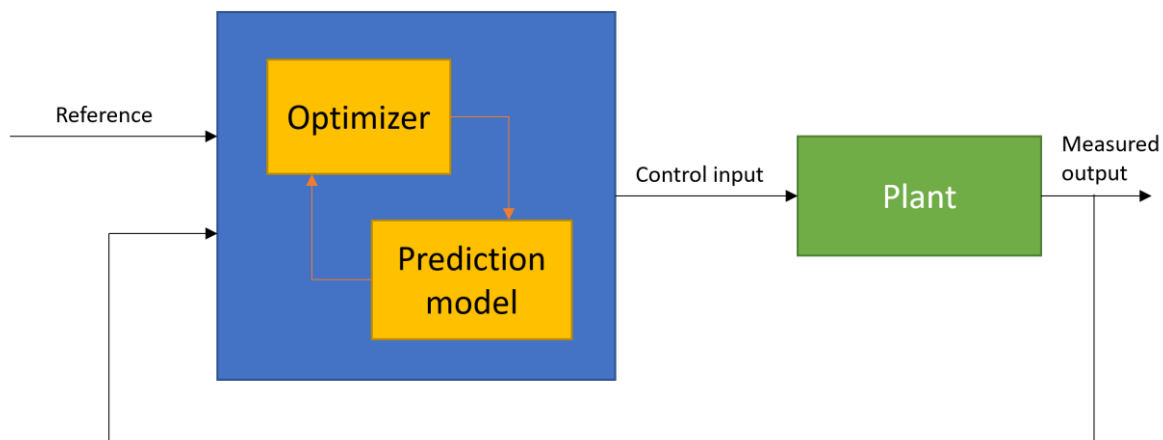 Reference
Optimizer
Prediction
model
Control input
Plant
Measured
output